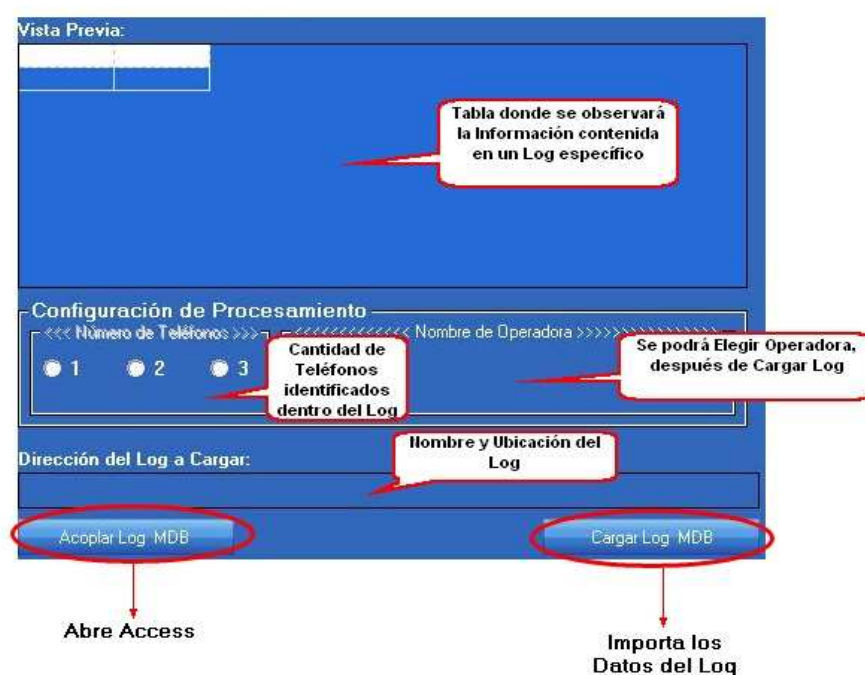 Vista Previa:
Tabla donde se observará
la Información contenida
en un Log específico
Configuración de Procesamiento
<<< Número de Teléfonos >>>
<<<<<<<<<<<<< Nombre de Operadora >>>>>>>>>>>>>>>
1
2
3
Cantidad de
Teléfonos
identificados
dentro del Log
Se podrá Elegir Operadora,
después de Cargar Log
Dirección del Log a Cargar:
Nombre y Ubicación del
Log
Acoplar Log MDB
Cargar Log MDB
Abre Access
Importa los
Datos del Log